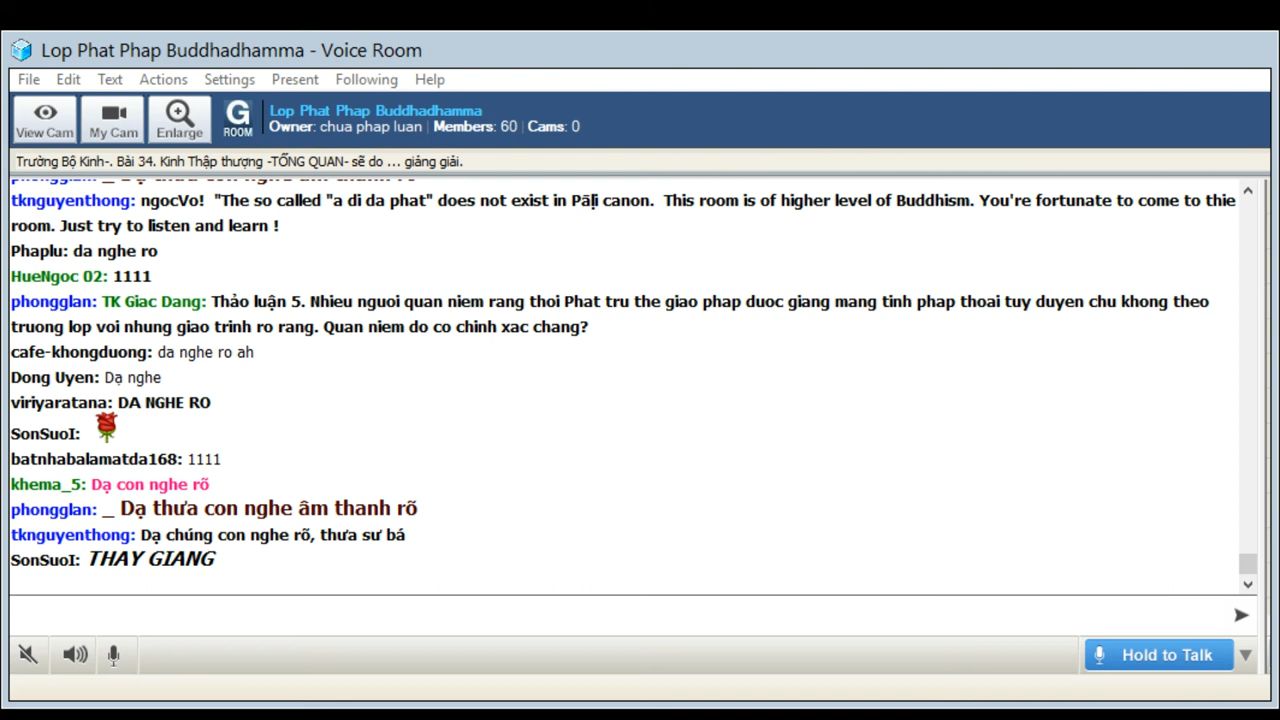 Lop Phat Phap Buddhadhamma - Voice Room
File Edit Text Actions Settings Present Following Help
View Cam My Cam Enlarge G ROOM
Lop Phat Phap Buddhadhamma
Owner: chua phap luan | Members: 60 | Cams: 0
Trường Bộ Kinh-. Bài 34. Kinh Thập thượng -TỔNG QUAN- sẽ do ... giảng giải.
tknguyenthong: ngocVo! "The so called "a di da phat" does not exist in Pāḷi canon. This room is of higher level of Buddhism. You're fortunate to come to thie
room. Just try to listen and learn !
Phaplu: da nghe ro
HueNgoc 02: 1111
phongglan: TK Giac Dang: Thảo luận 5. Nhieu nguoi quan niem rang thoi Phat tru the giao phap duoc giang mang tinh phap thoai tuy duyen chu khong theo
truong lop voi nhung giao trinh ro rang. Quan niem do co chinh xac chang?
cafe-khongduong: da nghe ro ah
Dong Uyen: Dạ nghe
viriyaratana: DA NGHE RO
SonSuoI:
batnhabalamatda168: 1111
khema_5: Dạ con nghe rõ
phongglan: _ Dạ thưa con nghe âm thanh rõ
tknguyenthong: Dạ chúng con nghe rõ, thưa sư bá
SonSuoI: THAY GIANG
Hold to Talk